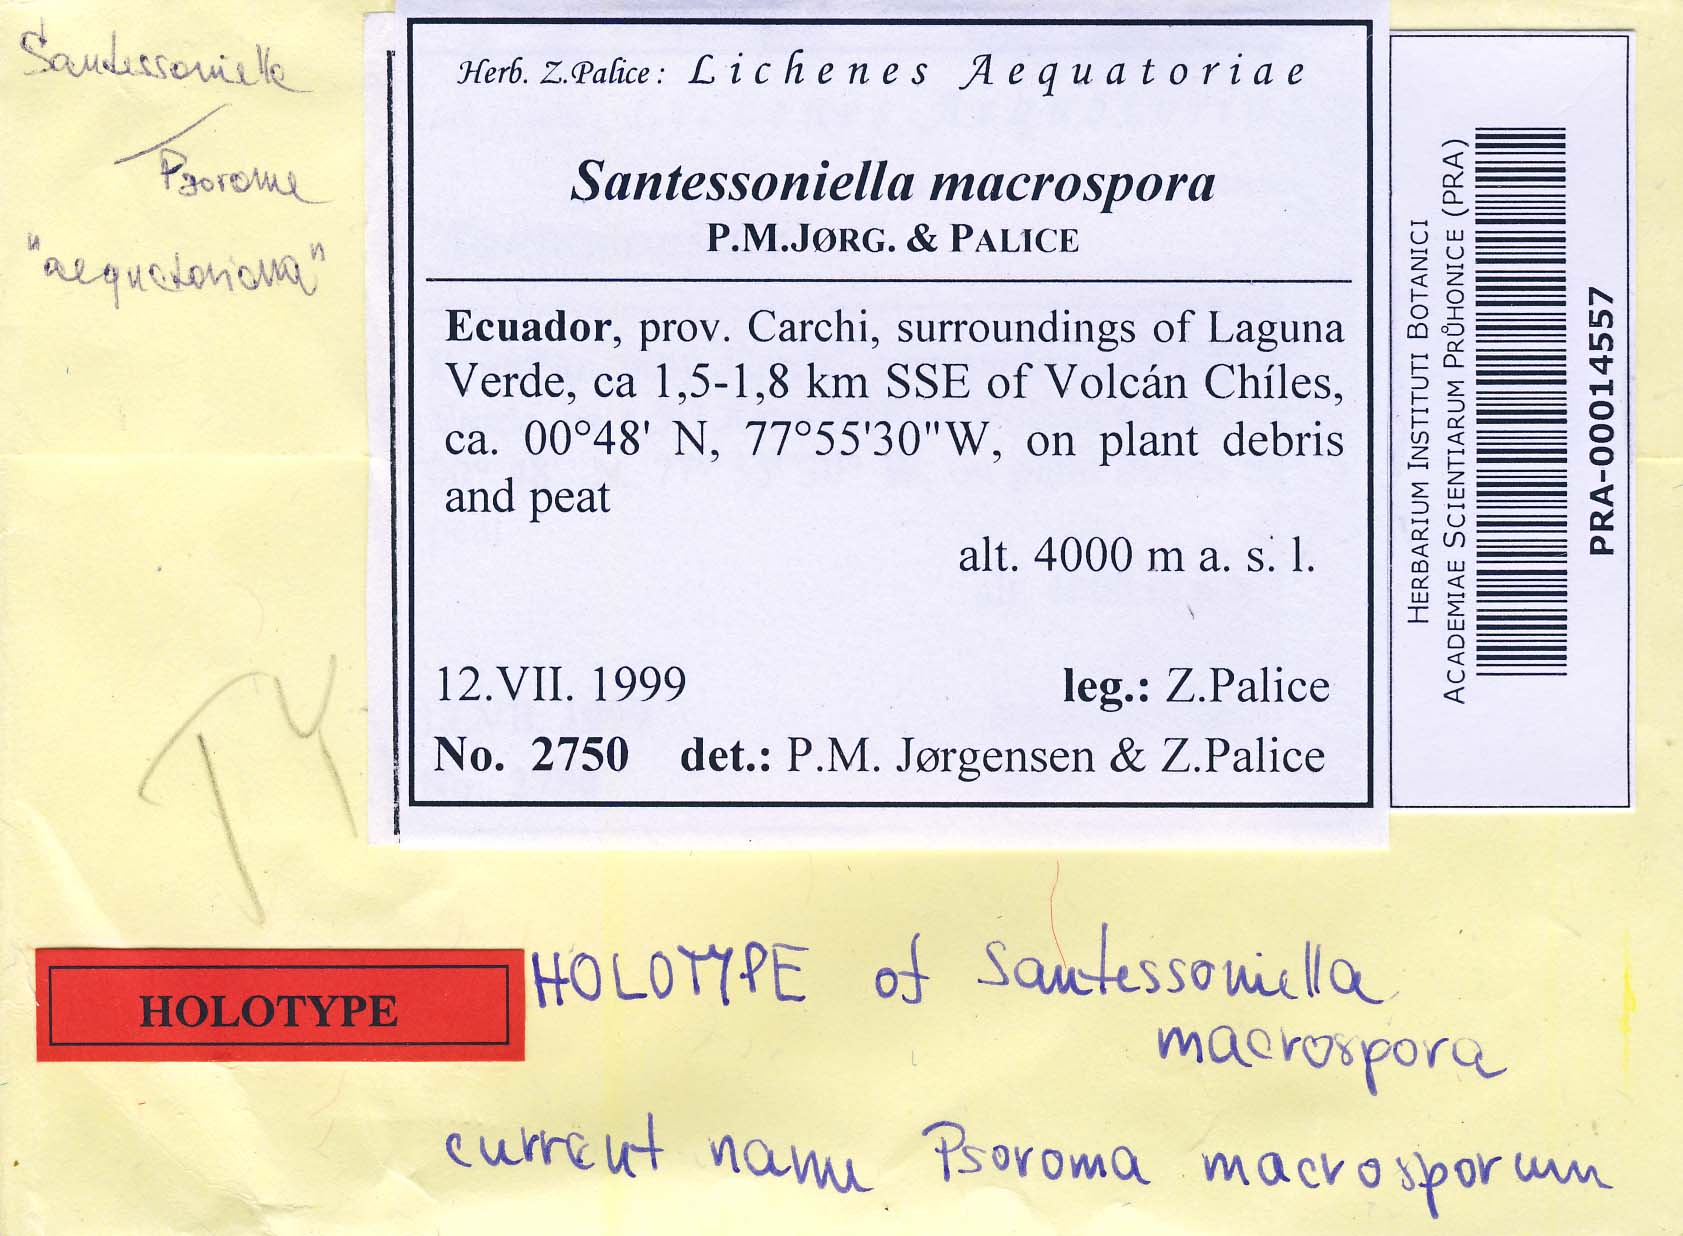 Santessoniella
Psoroma
"aequatoriana"
Herb. Z.Palice: Lichenes Aequatoriae
Santessoniella macrospora
P.M.JØRG. & PALICE
Ecuador, prov. Carchi, surroundings of Laguna
Verde, ca 1,5-1,8 km SSE of Volcán Chíles,
ca. 00°48' N, 77°55'30"W, on plant debris
and peat
alt. 4000 m a. s. l.
12.VII. 1999 leg.: Z.Palice
No. 2750 det.: P.M. Jørgensen & Z.Palice
HERBARIUM INSTITUTI BOTANICI
ACADEMIAE SCIENTIARUM PRŮHONICE (PRA)
PRA-00014557
TY
HOLOTYPE
HOLOTYPE of Santessoniella
macrospora
current name Psoroma macrosporum